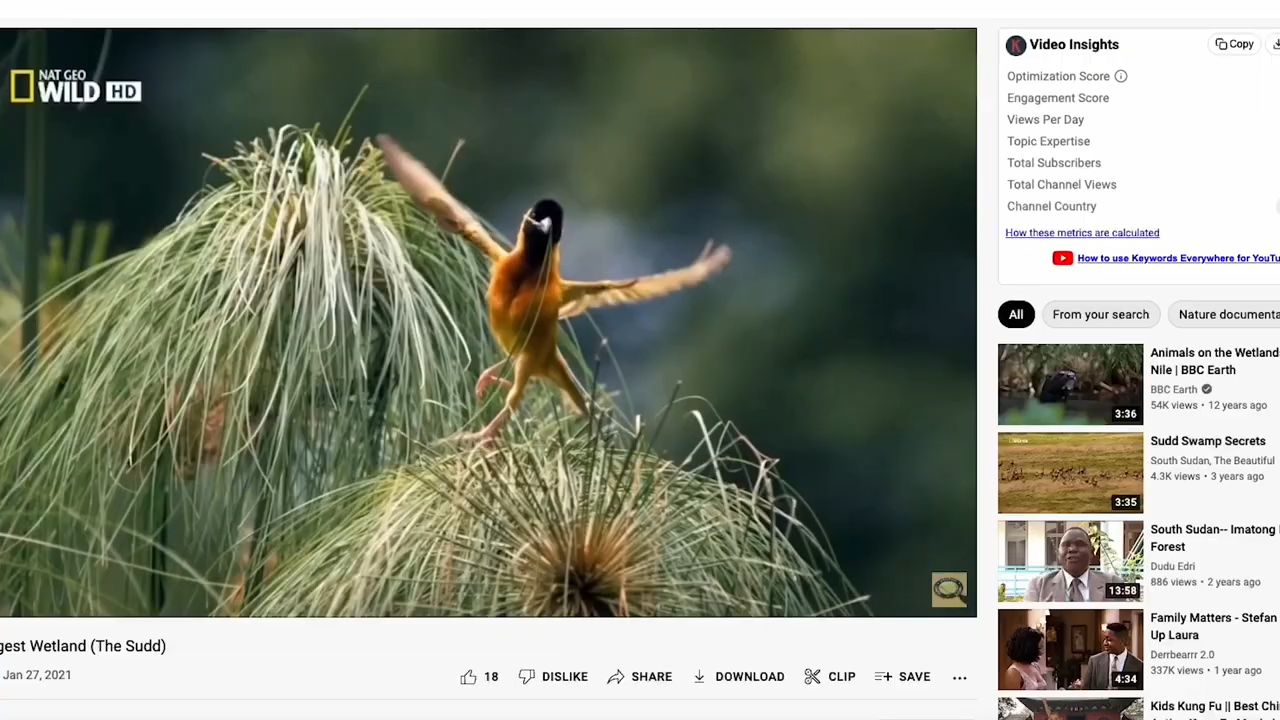 NAT GEO
WILD HD
gest Wetland (The Sudd)
Jan 27, 2021
18
DISLIKE
SHARE
DOWNLOAD
CLIP
SAVE
Video Insights
Copy
Optimization Score
Engagement Score
Views Per Day
Topic Expertise
Total Subscribers
Total Channel Views
Channel Country
How these metrics are calculated
How to use Keywords Everywhere for YouTu
All
From your search
Nature documenta
3:36
Animals on the Wetland
Nile | BBC Earth
BBC Earth
54K views • 12 years ago
3:35
Sudd Swamp Secrets
South Sudan, The Beautiful
4.3K views • 3 years ago
13:58
South Sudan-- Imatong
Forest
Dudu Edri
886 views • 2 years ago
4:34
Family Matters - Stefan
Up Laura
Derrbearrr 2.0
337K views • 1 year ago
Kids Kung Fu || Best Chi